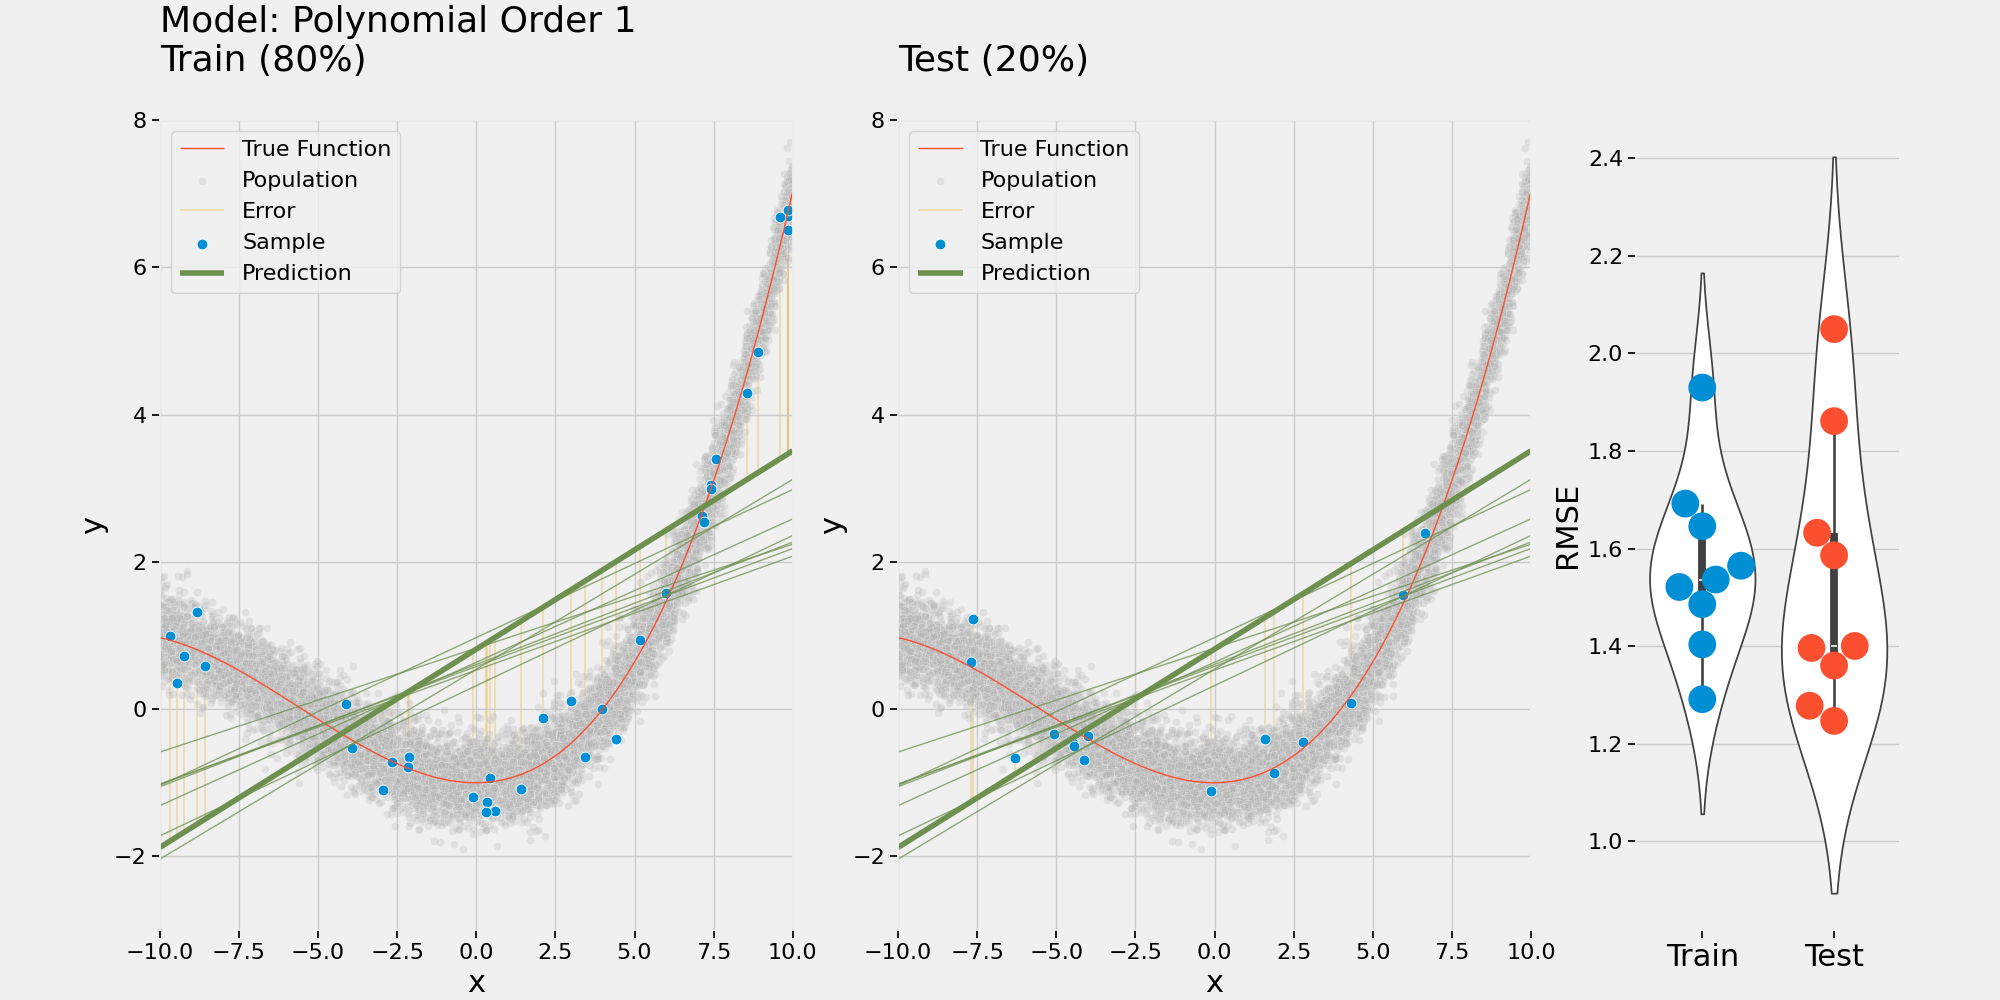 Model: Polynomial Order 1
Train (80%)
Test (20%)
8
6
4
2
0
−2
y
True Function
Population
Error
Sample
Prediction
−10.0 −7.5 −5.0 −2.5 0.0 2.5 5.0 7.5 10.0
x
8
6
4
2
0
−2
y
True Function
Population
Error
Sample
Prediction
−10.0 −7.5 −5.0 −2.5 0.0 2.5 5.0 7.5 10.0
x
2.4
2.2
2.0
1.8
1.6
1.4
1.2
1.0
RMSE
Train Test